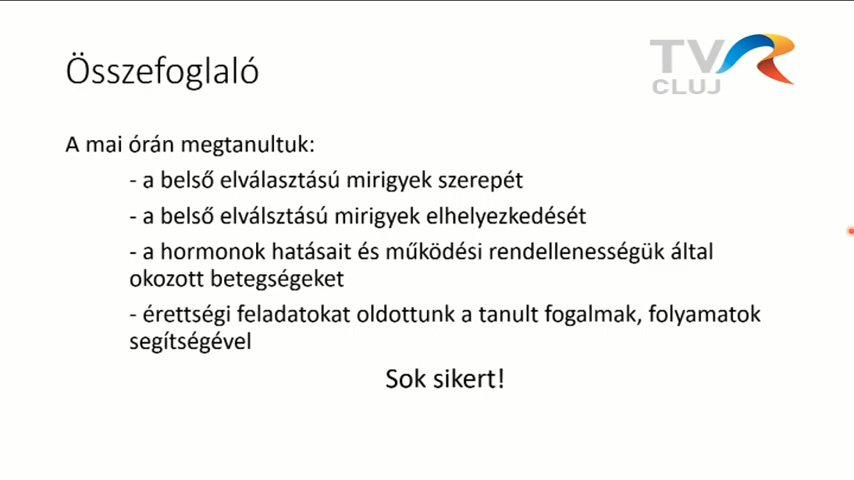 Összefoglaló
TVR
CLUJ
A mai órán megtanultuk:
- a belső elválasztású mirigyek szerepét
- a belső elválsztású mirigyek elhelyezkedését
- a hormonok hatásait és működési rendellenességük által
okozott betegségeket
- érettségi feladatokat oldottunk a tanult fogalmak, folyamatok
segítségével
Sok sikert!